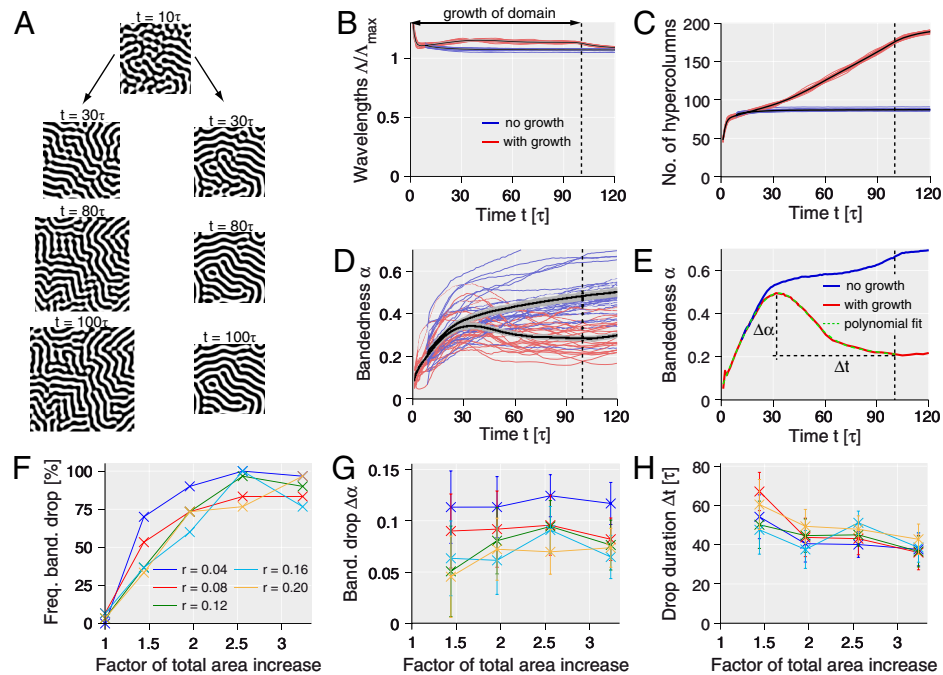 A
t = 10τ
t = 30τ
t = 30τ
t = 80τ
t = 80τ
t = 100τ
t = 100τ
B
growth of domain
Wavelengths Λ/Λmax
1
0.5
0
no growth
with growth
0 30 60 90 120
Time t [τ]
C
No. of hypercolumns
200
150
100
50
0
0 30 60 90 120
Time t [τ]
D
Bandedness α
0.6
0.4
0.2
0
0 30 60 90 120
Time t [τ]
E
Bandedness α
0.6
0.4
0.2
0
no growth
with growth
polynomial fit
Δα
Δt
0 30 60 90 120
Time t [τ]
F
Freq. band. drop [%]
100
75
50
25
0
r = 0.04
r = 0.08
r = 0.12
r = 0.16
r = 0.20
1 1.5 2 2.5 3
Factor of total area increase
G
Band. drop Δα
0.15
0.1
0.05
0
1 1.5 2 2.5 3
Factor of total area increase
H
Drop duration Δt [τ]
80
60
40
20
0
1 1.5 2 2.5 3
Factor of total area increase